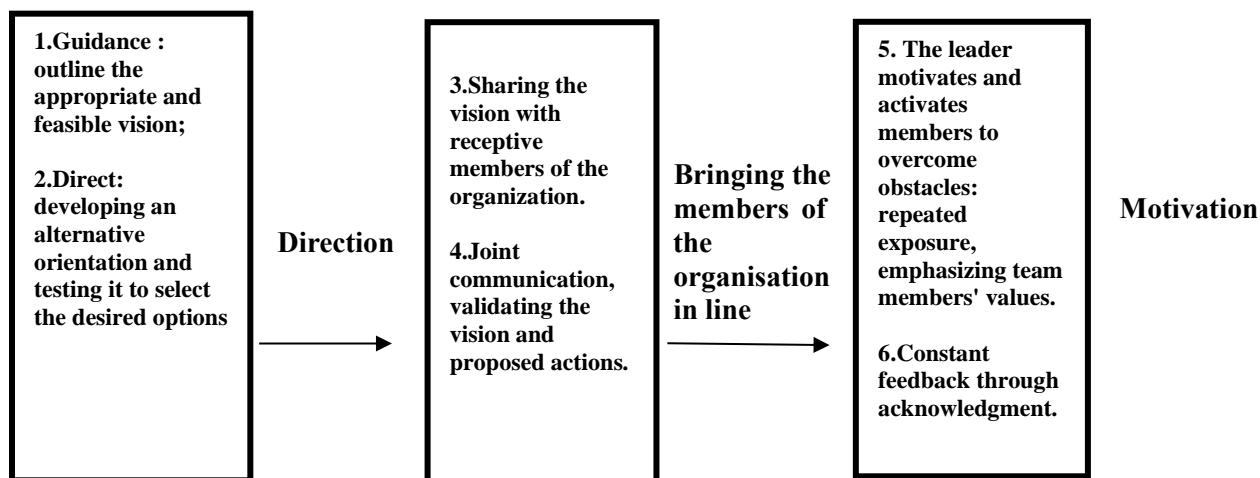 1.Guidance :
outline the
appropriate and
feasible vision;
2.Direct:
developing an
alternative
orientation and
testing it to select
the desired options
Direction
3.Sharing the
vision with
receptive
members of the
organization.
4.Joint
communication,
validating the
vision and
proposed actions.
Bringing the
members of
the
organisation
in line
5. The leader
motivates and
activates
members to
overcome
obstacles:
repeated
exposure,
emphasizing team
members' values.
6.Constant
feedback through
acknowledgment.
Motivation